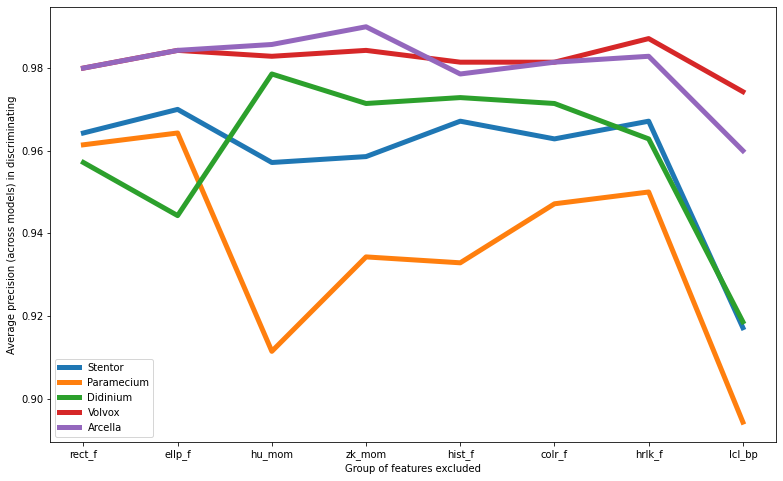 Average precision (across models) in discriminating
0.98
0.96
0.94
0.92
0.90
Stentor
Paramecium
Didinium
Volvox
Arcella
rect_f ellp_f hu_mom zk_mom hist_f colr_f hrlk_f lcl_bp
Group of features excluded